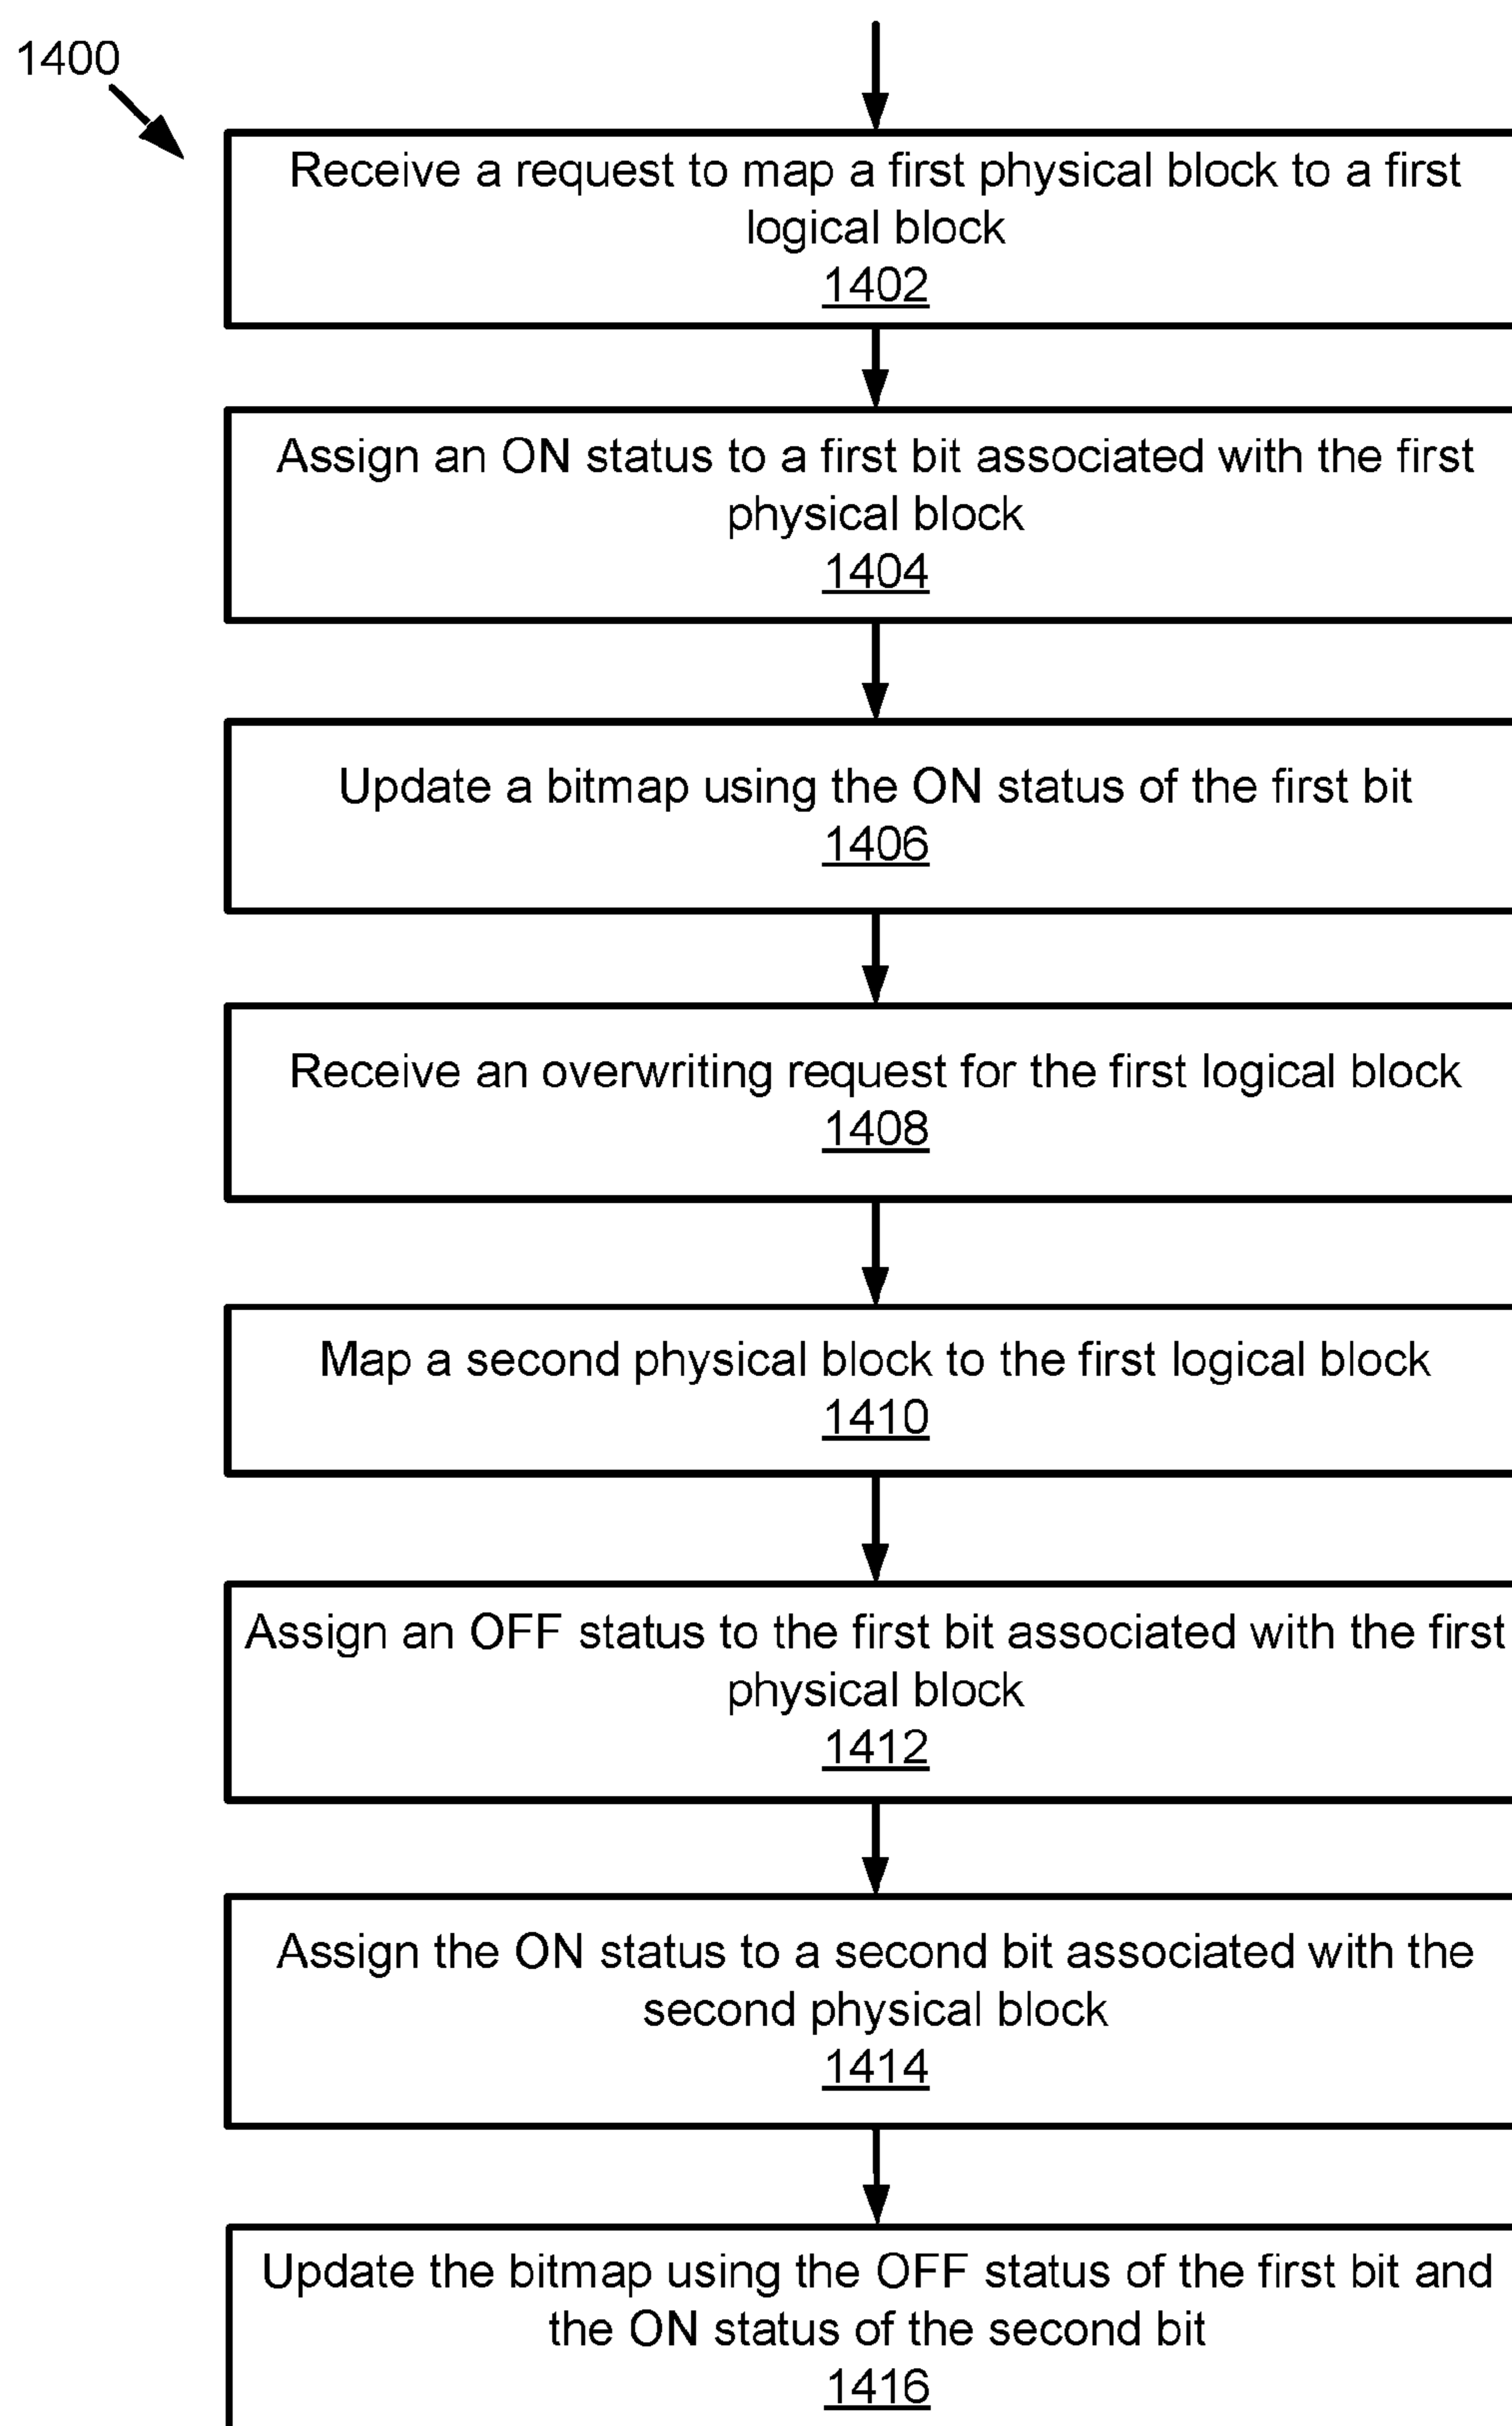 1400
Receive a request to map a first physical block to a first
logical block
1402
Assign an ON status to a first bit associated with the first
physical block
1404
Update a bitmap using the ON status of the first bit
1406
Receive an overwriting request for the first logical block
1408
Map a second physical block to the first logical block
1410
Assign an OFF status to the first bit associated with the first
physical block
1412
Assign the ON status to a second bit associated with the
second physical block
1414
Update the bitmap using the OFF status of the first bit and
the ON status of the second bit
1416